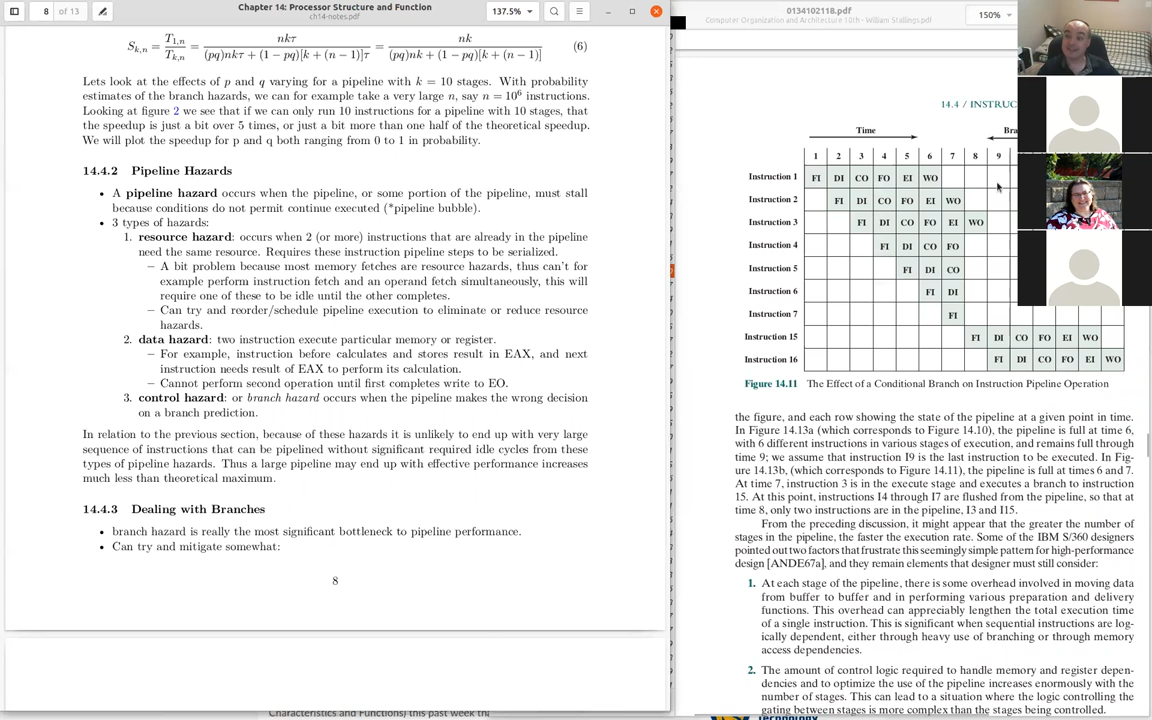 8 of 13
Chapter 14: Processor Structure and Function
ch14-notes.pdf
137.5%
S_{k,n} = T_{1,n} / T_{k,n} = nkτ / (pq)nkτ + (1 − pq)[k + (n − 1)]τ = nk / (pq)nk + (1 − pq)[k + (n − 1)] (6)
Lets look at the effects of p and q varying for a pipeline with k = 10 stages. With probability
estimates of the branch hazards, we can for example take a very large n, say n = 10^6 instructions.
Looking at figure 2 we see that if we can only run 10 instructions for a pipeline with 10 stages, that
the speedup is just a bit over 5 times, or just a bit more than one half of the theoretical speedup.
We will plot the speedup for p and q both ranging from 0 to 1 in probability.
14.4.2 Pipeline Hazards
• A pipeline hazard occurs when the pipeline, or some portion of the pipeline, must stall
because conditions do not permit continue executed (*pipeline bubble).
• 3 types of hazards:
1. resource hazard: occurs when 2 (or more) instructions that are already in the pipeline
need the same resource. Requires these instruction pipeline steps to be serialized.
– A bit problem because most memory fetches are resource hazards, thus can't for
example perform instruction fetch and an operand fetch simultaneously, this will
require one of these to be idle until the other completes.
– Can try and reorder/schedule pipeline execution to eliminate or reduce resource
hazards.
2. data hazard: two instruction execute particular memory or register.
– For example, instruction before calculates and stores result in EAX, and next
instruction needs result of EAX to perform its calculation.
– Cannot perform second operation until first completes write to EO.
3. control hazard: or branch hazard occurs when the pipeline makes the wrong decision
on a branch prediction.
In relation to the previous section, because of these hazards it is unlikely to end up with very large
sequence of instructions that can be pipelined without significant required idle cycles from these
types of pipeline hazards. Thus a large pipeline may end up with effective performance increases
much less than theoretical maximum.
14.4.3 Dealing with Branches
• branch hazard is really the most significant bottleneck to pipeline performance.
• Can try and mitigate somewhat:
8
Characteristics and Functions) this past week
0134102118.pdf
Computer Organization and Architecture 10th - William Stallings.pdf
150%
14.4 / INSTRUC
Time Bra
1 2 3 4 5 6 7 8 9
Instruction 1 FI DI CO FO EI WO
Instruction 2 FI DI CO FO EI WO
Instruction 3 FI DI CO FO EI WO
Instruction 4 FI DI CO FO
Instruction 5 FI DI CO
Instruction 6 FI DI
Instruction 7 FI
Instruction 15 FI DI CO FO EI WO
Instruction 16 FI DI CO FO EI WO
Figure 14.11 The Effect of a Conditional Branch on Instruction Pipeline Operation
the figure, and each row showing the state of the pipeline at a given point in time.
In Figure 14.13a (which corresponds to Figure 14.10), the pipeline is full at time 6,
with 6 different instructions in various stages of execution, and remains full through
time 9; we assume that instruction I9 is the last instruction to be executed. In Fig-
ure 14.13b, (which corresponds to Figure 14.11), the pipeline is full at times 6 and 7.
At time 7, instruction 3 is in the execute stage and executes a branch to instruction
15. At this point, instructions I4 through I7 are flushed from the pipeline, so that at
time 8, only two instructions are in the pipeline, I3 and I15.
From the preceding discussion, it might appear that the greater the number of
stages in the pipeline, the faster the execution rate. Some of the IBM S/360 designers
pointed out two factors that frustrate this seemingly simple pattern for high-performance
design [ANDE67a], and they remain elements that designer must still consider:
1. At each stage of the pipeline, there is some overhead involved in moving data
from buffer to buffer and in performing various preparation and delivery
functions. This overhead can appreciably lengthen the total execution time
of a single instruction. This is significant when sequential instructions are log-
ically dependent, either through heavy use of branching or through memory
access dependencies.
2. The amount of control logic required to handle memory and register depen-
dencies and to optimize the use of the pipeline increases enormously with the
number of stages. This can lead to a situation where the logic controlling the
gating between stages is more complex than the stages being controlled.